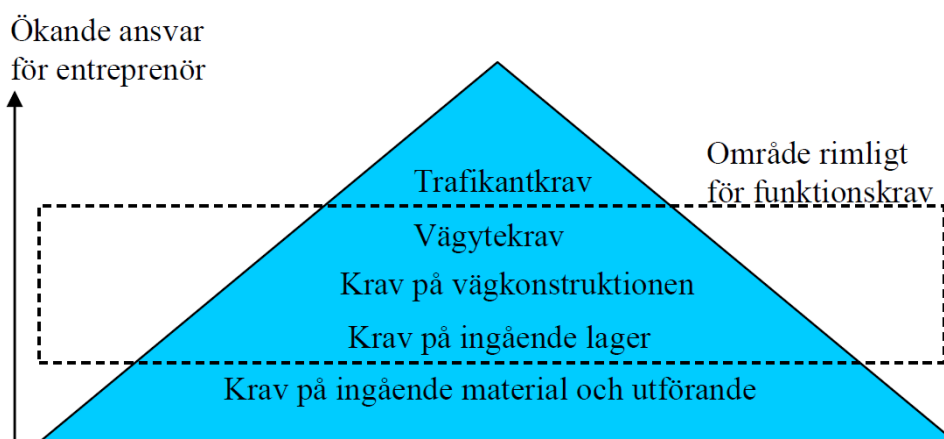 Ökande ansvar
för entreprenör
Område rimligt
för funktionskrav
Trafikantkrav
Vägytekrav
Krav på vägkonstruktionen
Krav på ingående lager
Krav på ingående material och utförande